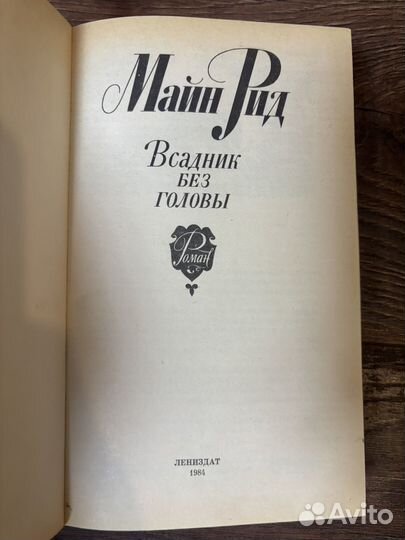 Майн Рид
Всадник
без
головы
Роман
ЛЕНИЗДАТ
1984
Avito